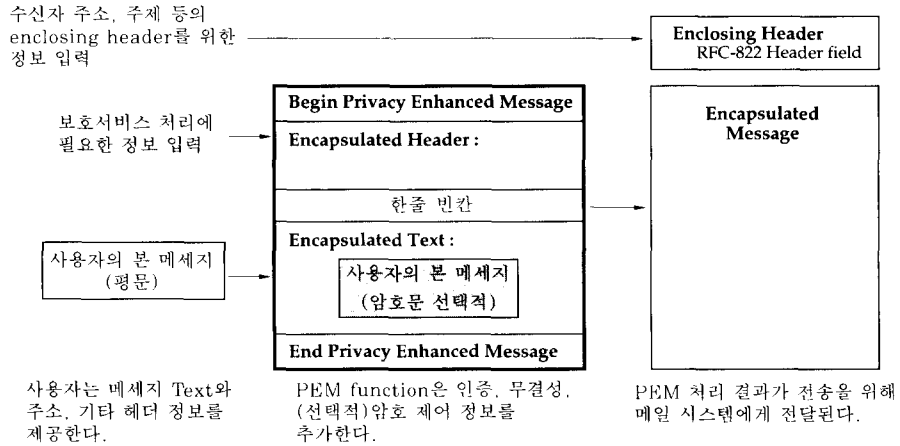 수신자 주소, 주제 등의
enclosing header를 위한
정보 입력
Enclosing Header
RFC-822 Header field
Begin Privacy Enhanced Message
보호서비스 처리에
필요한 정보 입력
Encapsulated Header :
한줄 빈칸
Encapsulated Text :
사용자의 본 메세지
(평문)
사용자의 본 메세지
(암호문 선택적)
End Privacy Enhanced Message
Encapsulated
Message
사용자는 메세지 Text와
주소, 기타 헤더 정보를
제공한다.
PEM function은 인증, 무결성,
(선택적)암호 제어 정보를
추가한다.
PEM 처리 결과가 전송을 위해
메일 시스템에게 전달된다.